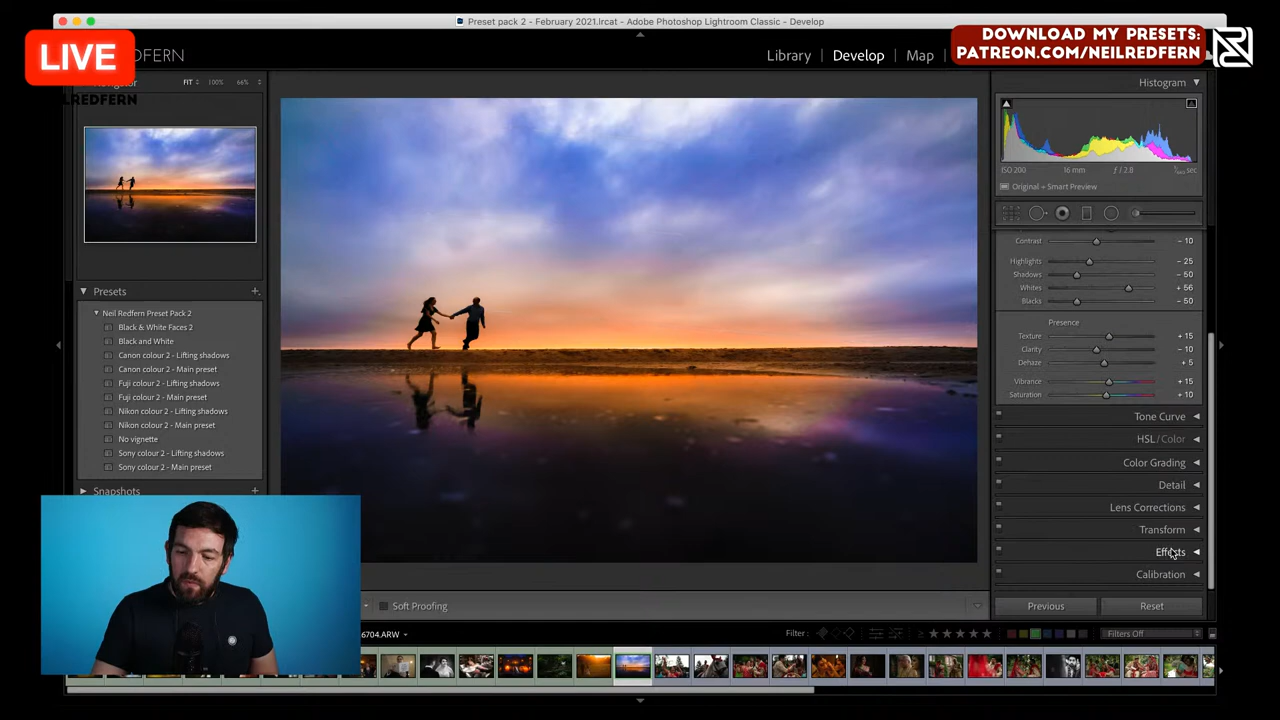 Preset pack 2 - February 2021.lrcat - Adobe Photoshop Lightroom Classic - Develop
LIVE
REDFERN
Library | Develop | Map |
DOWNLOAD MY PRESETS:
PATREON.COM/NEILREDFERN
Navigator FIT 100% 66%
LREDFERN
Histogram
ISO 200 16 mm f / 2.8 sec
Original + Smart Preview
Contrast - 10
Highlights - 25
Shadows - 50
Whites + 56
Blacks - 50
Presence
Texture + 15
Clarity - 10
Dehaze + 5
Vibrance + 15
Saturation + 10
Tone Curve
HSL / Color
Color Grading
Detail
Lens Corrections
Transform
Effects
Calibration
Previous Reset
Presets +
Neil Redfern Preset Pack 2
Black & White Faces 2
Black and White
Canon colour 2 - Lifting shadows
Canon colour 2 - Main preset
Fuji colour 2 - Lifting shadows
Fuji colour 2 - Main preset
Nikon colour 2 - Lifting shadows
Nikon colour 2 - Main preset
No vignette
Sony colour 2 - Lifting shadows
Sony colour 2 - Main preset
Snapshots +
Soft Proofing
6704.ARW
Filter :
Filters Off